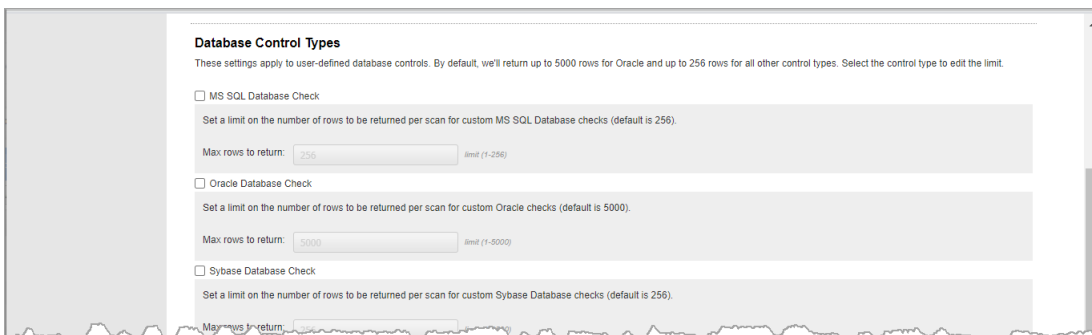 Database Control Types
These settings apply to user-defined database controls. By default, we'll return up to 5000 rows for Oracle and up to 256 rows for all other control types. Select the control type to edit the limit.
MS SQL Database Check
Set a limit on the number of rows to be returned per scan for custom MS SQL Database checks (default is 256).
Max rows to return: 256 limit (1-256)
Oracle Database Check
Set a limit on the number of rows to be returned per scan for custom Oracle checks (default is 5000).
Max rows to return: 5000 limit (1-5000)
Sybase Database Check
Set a limit on the number of rows to be returned per scan for custom Sybase Database checks (default is 256).
Max rows to return: